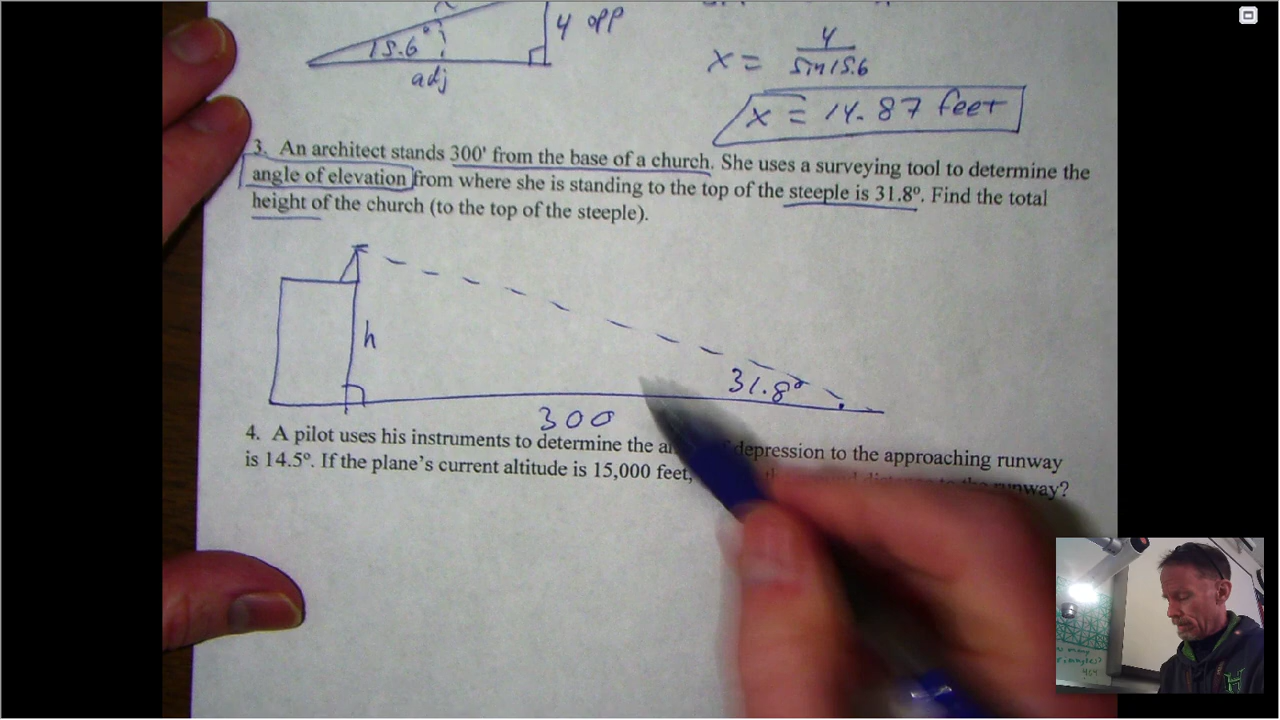 15.6°
4 opp
adj
x = 4 / sin 15.6
x = 14.87 feet
3. An architect stands 300' from the base of a church. She uses a surveying tool to determine the
angle of elevation from where she is standing to the top of the steeple is 31.8º. Find the total
height of the church (to the top of the steeple).
h
31.8°
300
4. A pilot uses his instruments to determine the depression to the approaching runway
is 14.5º. If the plane's current altitude is 15,000 feet, runway?